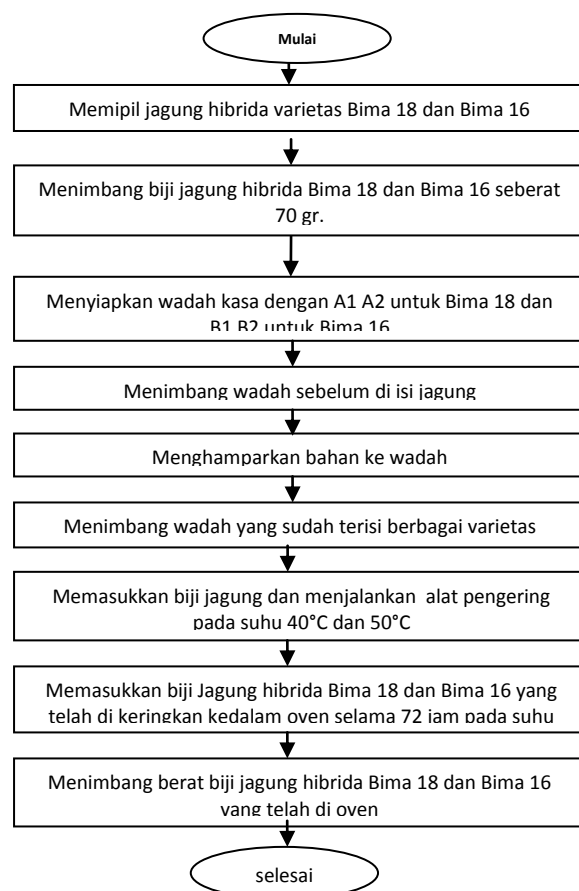 Mulai
Memipil jagung hibrida varietas Bima 18 dan Bima 16
Menimbang biji jagung hibrida Bima 18 dan Bima 16 seberat
70 gr.
Menyiapkan wadah kasa dengan A1 A2 untuk Bima 18 dan
B1 B2 untuk Bima 16
Menimbang wadah sebelum di isi jagung
Menghamparkan bahan ke wadah
Menimbang wadah yang sudah terisi berbagai varietas
Memasukkan biji jagung dan menjalankan alat pengering
pada suhu 40°C dan 50°C
Memasukkan biji Jagung hibrida Bima 18 dan Bima 16 yang
telah di keringkan kedalam oven selama 72 jam pada suhu
Menimbang berat biji jagung hibrida Bima 18 dan Bima 16
yang telah di oven
selesai